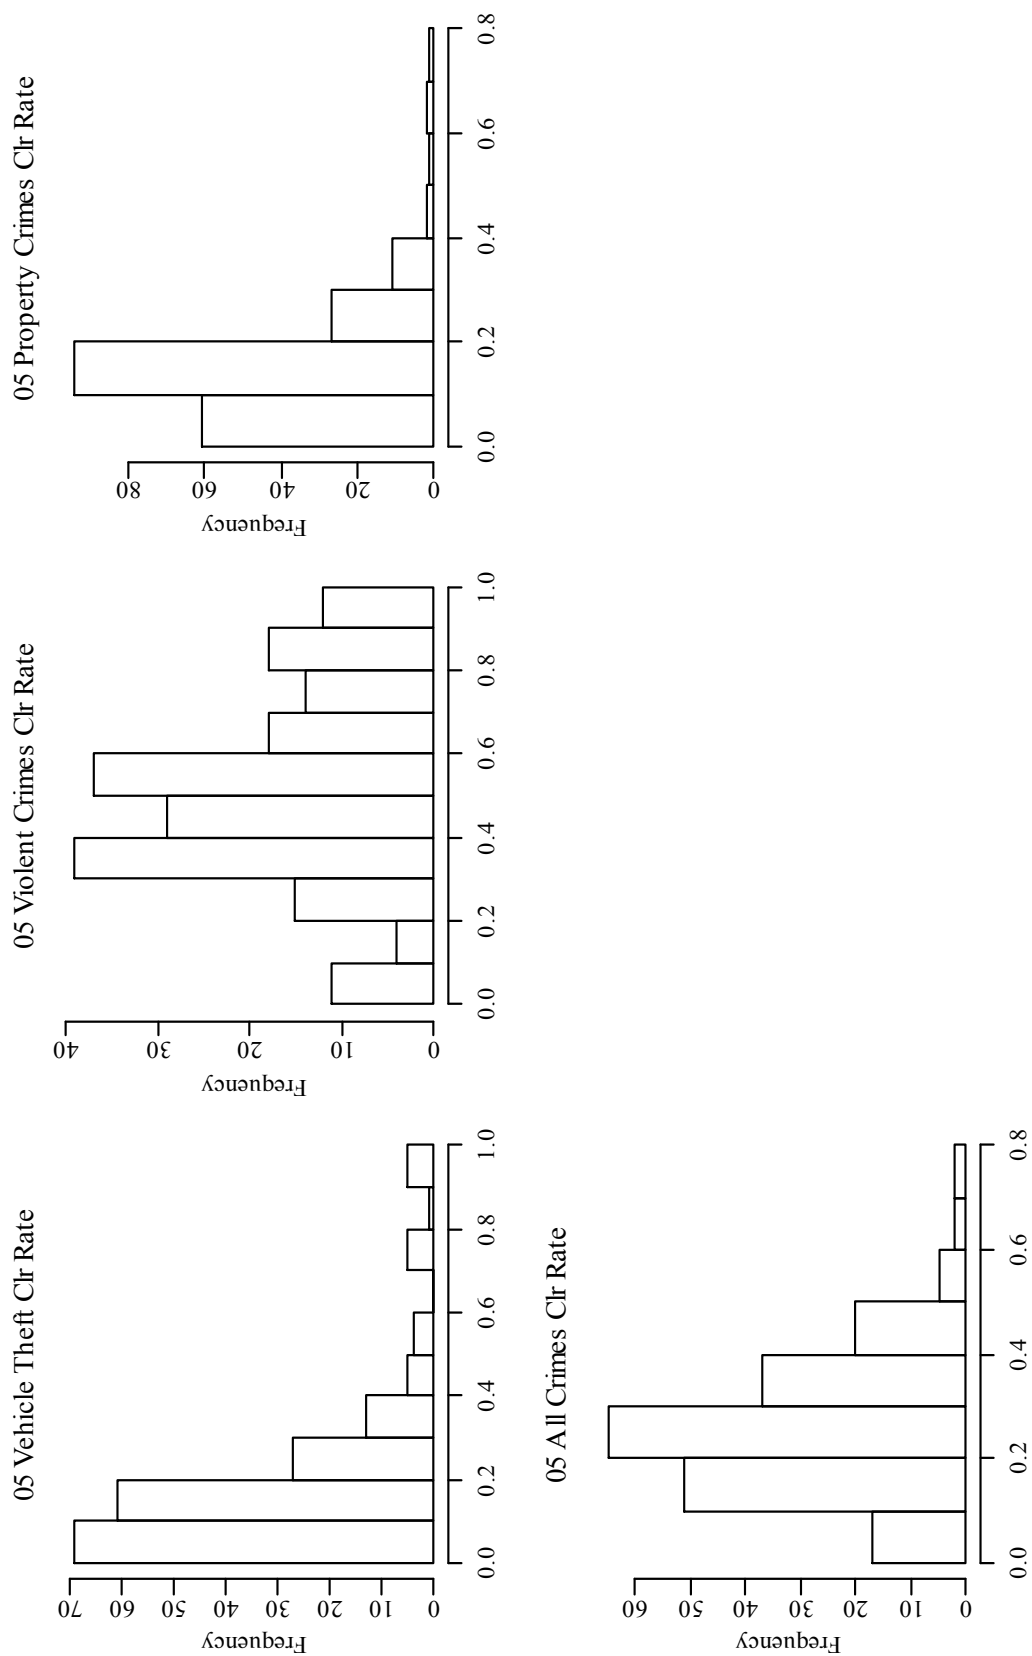 05 Vehicle Theft Clr Rate
Frequency
70
60
50
40
30
20
10
0
0.0 0.2 0.4 0.6 0.8 1.0
05 Violent Crimes Clr Rate
Frequency
40
30
20
10
0
0.0 0.2 0.4 0.6 0.8 1.0
05 Property Crimes Clr Rate
Frequency
80
60
40
20
0
0.0 0.2 0.4 0.6 0.8
05 All Crimes Clr Rate
Frequency
60
50
40
30
20
10
0
0.0 0.2 0.4 0.6 0.8